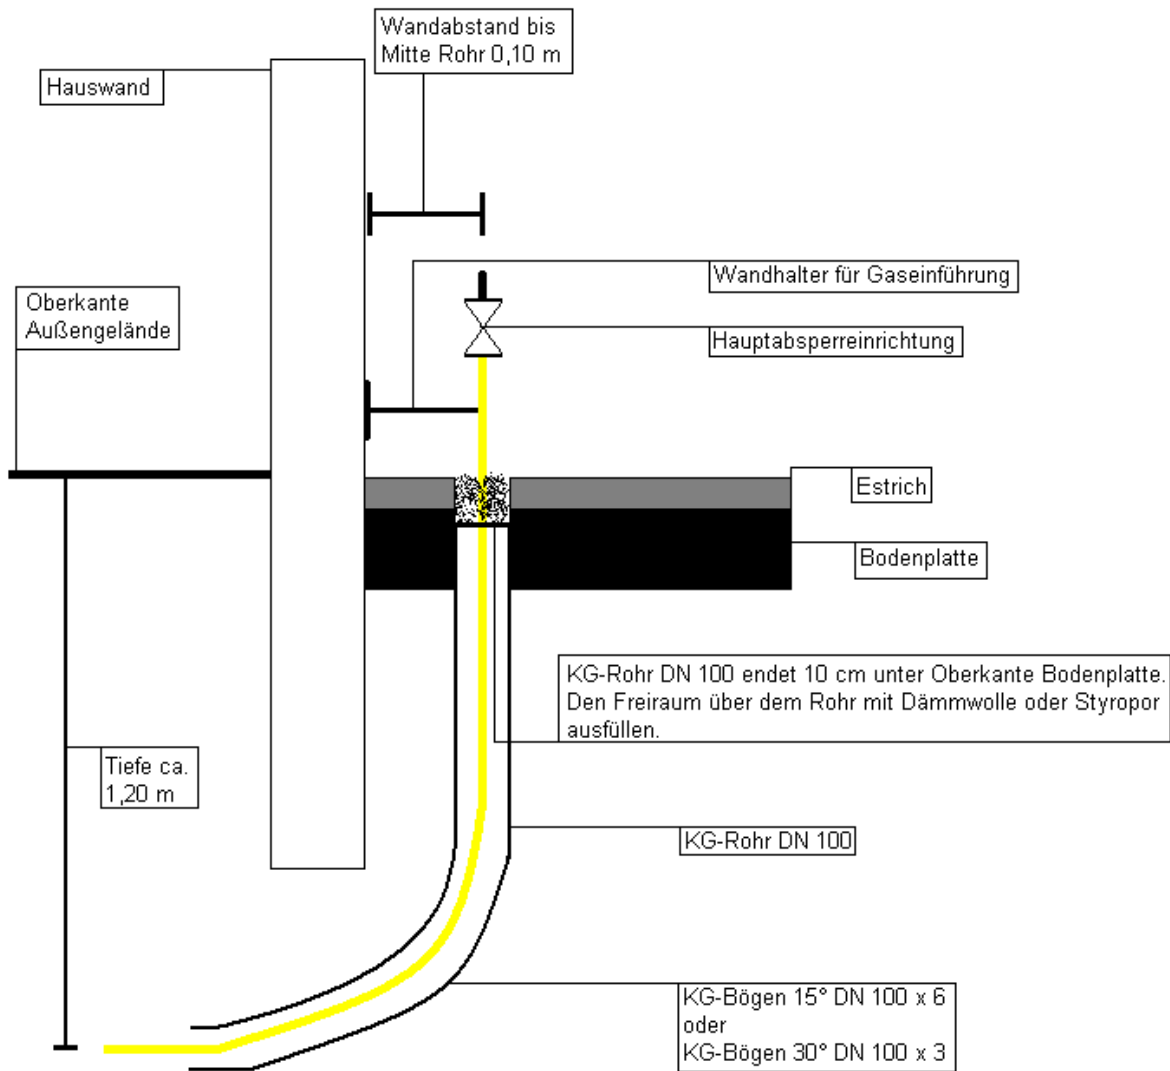 Wandabstand bis
Mitte Rohr 0,10 m
Hauswand
Wandhalter für Gaseinführung
Oberkante
Außengelände
Hauptabsperreinrichtung
Estrich
Bodenplatte
KG-Rohr DN 100 endet 10 cm unter Oberkante Bodenplatte.
Den Freiraum über dem Rohr mit Dämmwolle oder Styropor
ausfüllen.
Tiefe ca.
1,20 m
KG-Rohr DN 100
KG-Bögen 15° DN 100 x 6
oder
KG-Bögen 30° DN 100 x 3